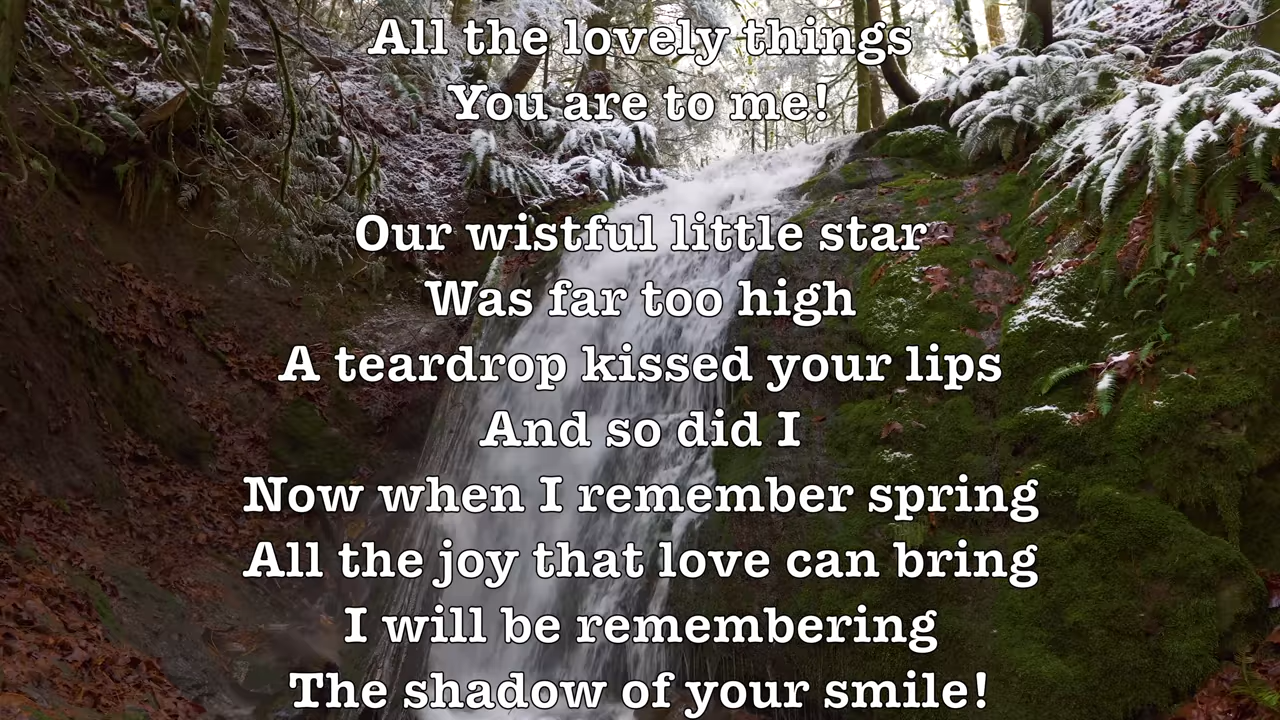 All the lovely things
You are to me!
Our wistful little star
Was far too high
A teardrop kissed your lips
And so did I
Now when I remember spring
All the joy that love can bring
I will be remembering
The shadow of your smile!